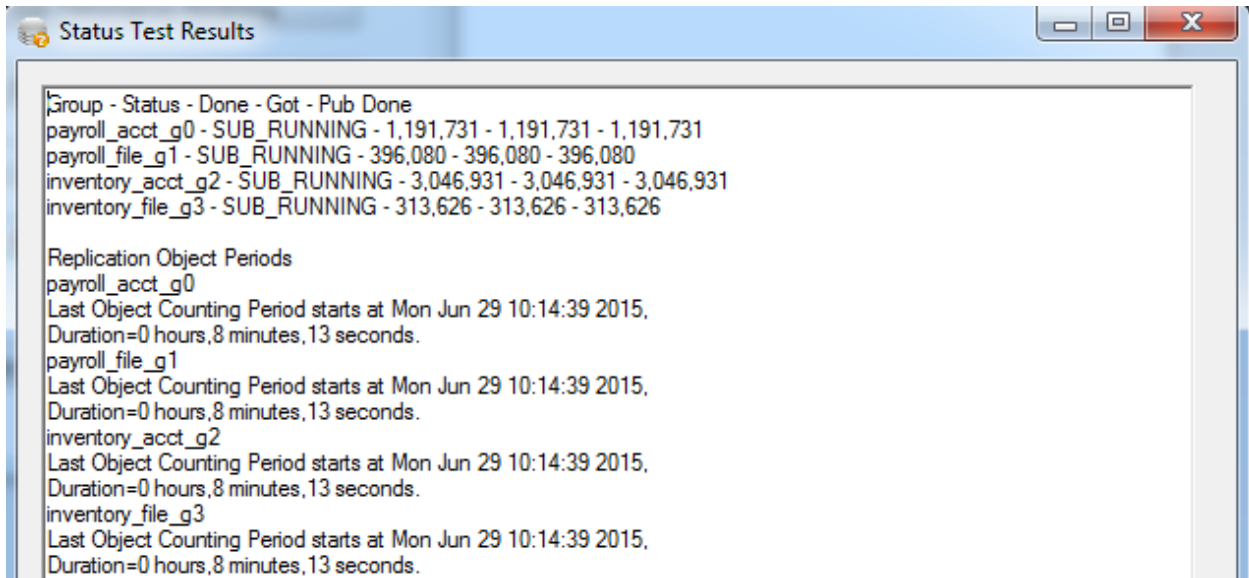 Status Test Results
Group - Status - Done - Got - Pub Done
payroll_acct_g0 - SUB_RUNNING - 1,191,731 - 1,191,731 - 1,191,731
payroll_file_g1 - SUB_RUNNING - 396,080 - 396,080 - 396,080
inventory_acct_g2 - SUB_RUNNING - 3,046,931 - 3,046,931 - 3,046,931
inventory_file_g3 - SUB_RUNNING - 313,626 - 313,626 - 313,626
Replication Object Periods
payroll_acct_g0
Last Object Counting Period starts at Mon Jun 29 10:14:39 2015,
Duration=0 hours,8 minutes,13 seconds.
payroll_file_g1
Last Object Counting Period starts at Mon Jun 29 10:14:39 2015,
Duration=0 hours,8 minutes,13 seconds.
inventory_acct_g2
Last Object Counting Period starts at Mon Jun 29 10:14:39 2015,
Duration=0 hours,8 minutes,13 seconds.
inventory_file_g3
Last Object Counting Period starts at Mon Jun 29 10:14:39 2015,
Duration=0 hours,8 minutes,13 seconds.